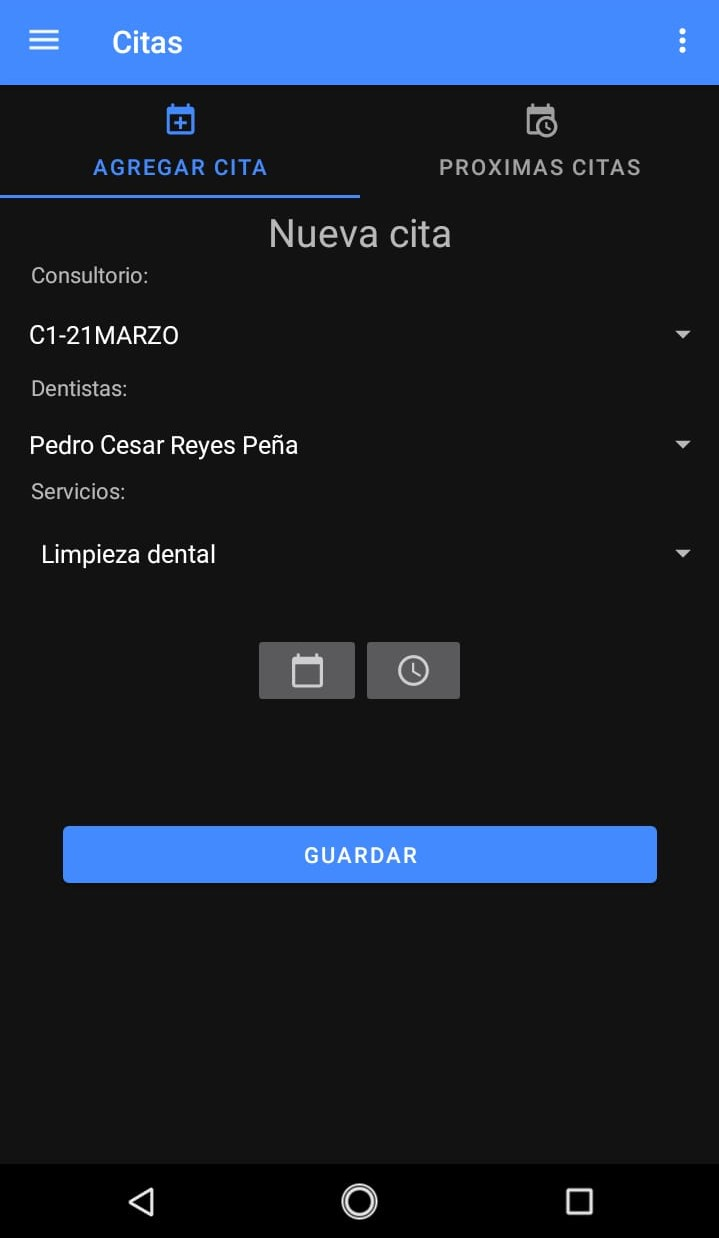 Citas
AGREGAR CITA
PROXIMAS CITAS
Nueva cita
Consultorio:
C1-21MARZO
Dentistas:
Pedro Cesar Reyes Peña
Servicios:
Limpieza dental
GUARDAR